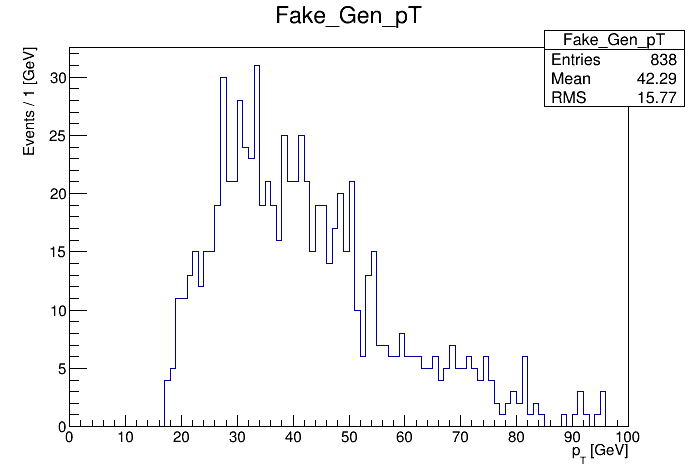 Fake_Gen_pT
Fake_Gen_pT
Entries 838
Mean 42.29
RMS 15.77
Events / 1 [GeV]
30
25
20
15
10
5
0
0 10 20 30 40 50 60 70 80 90 100
p_T [GeV]